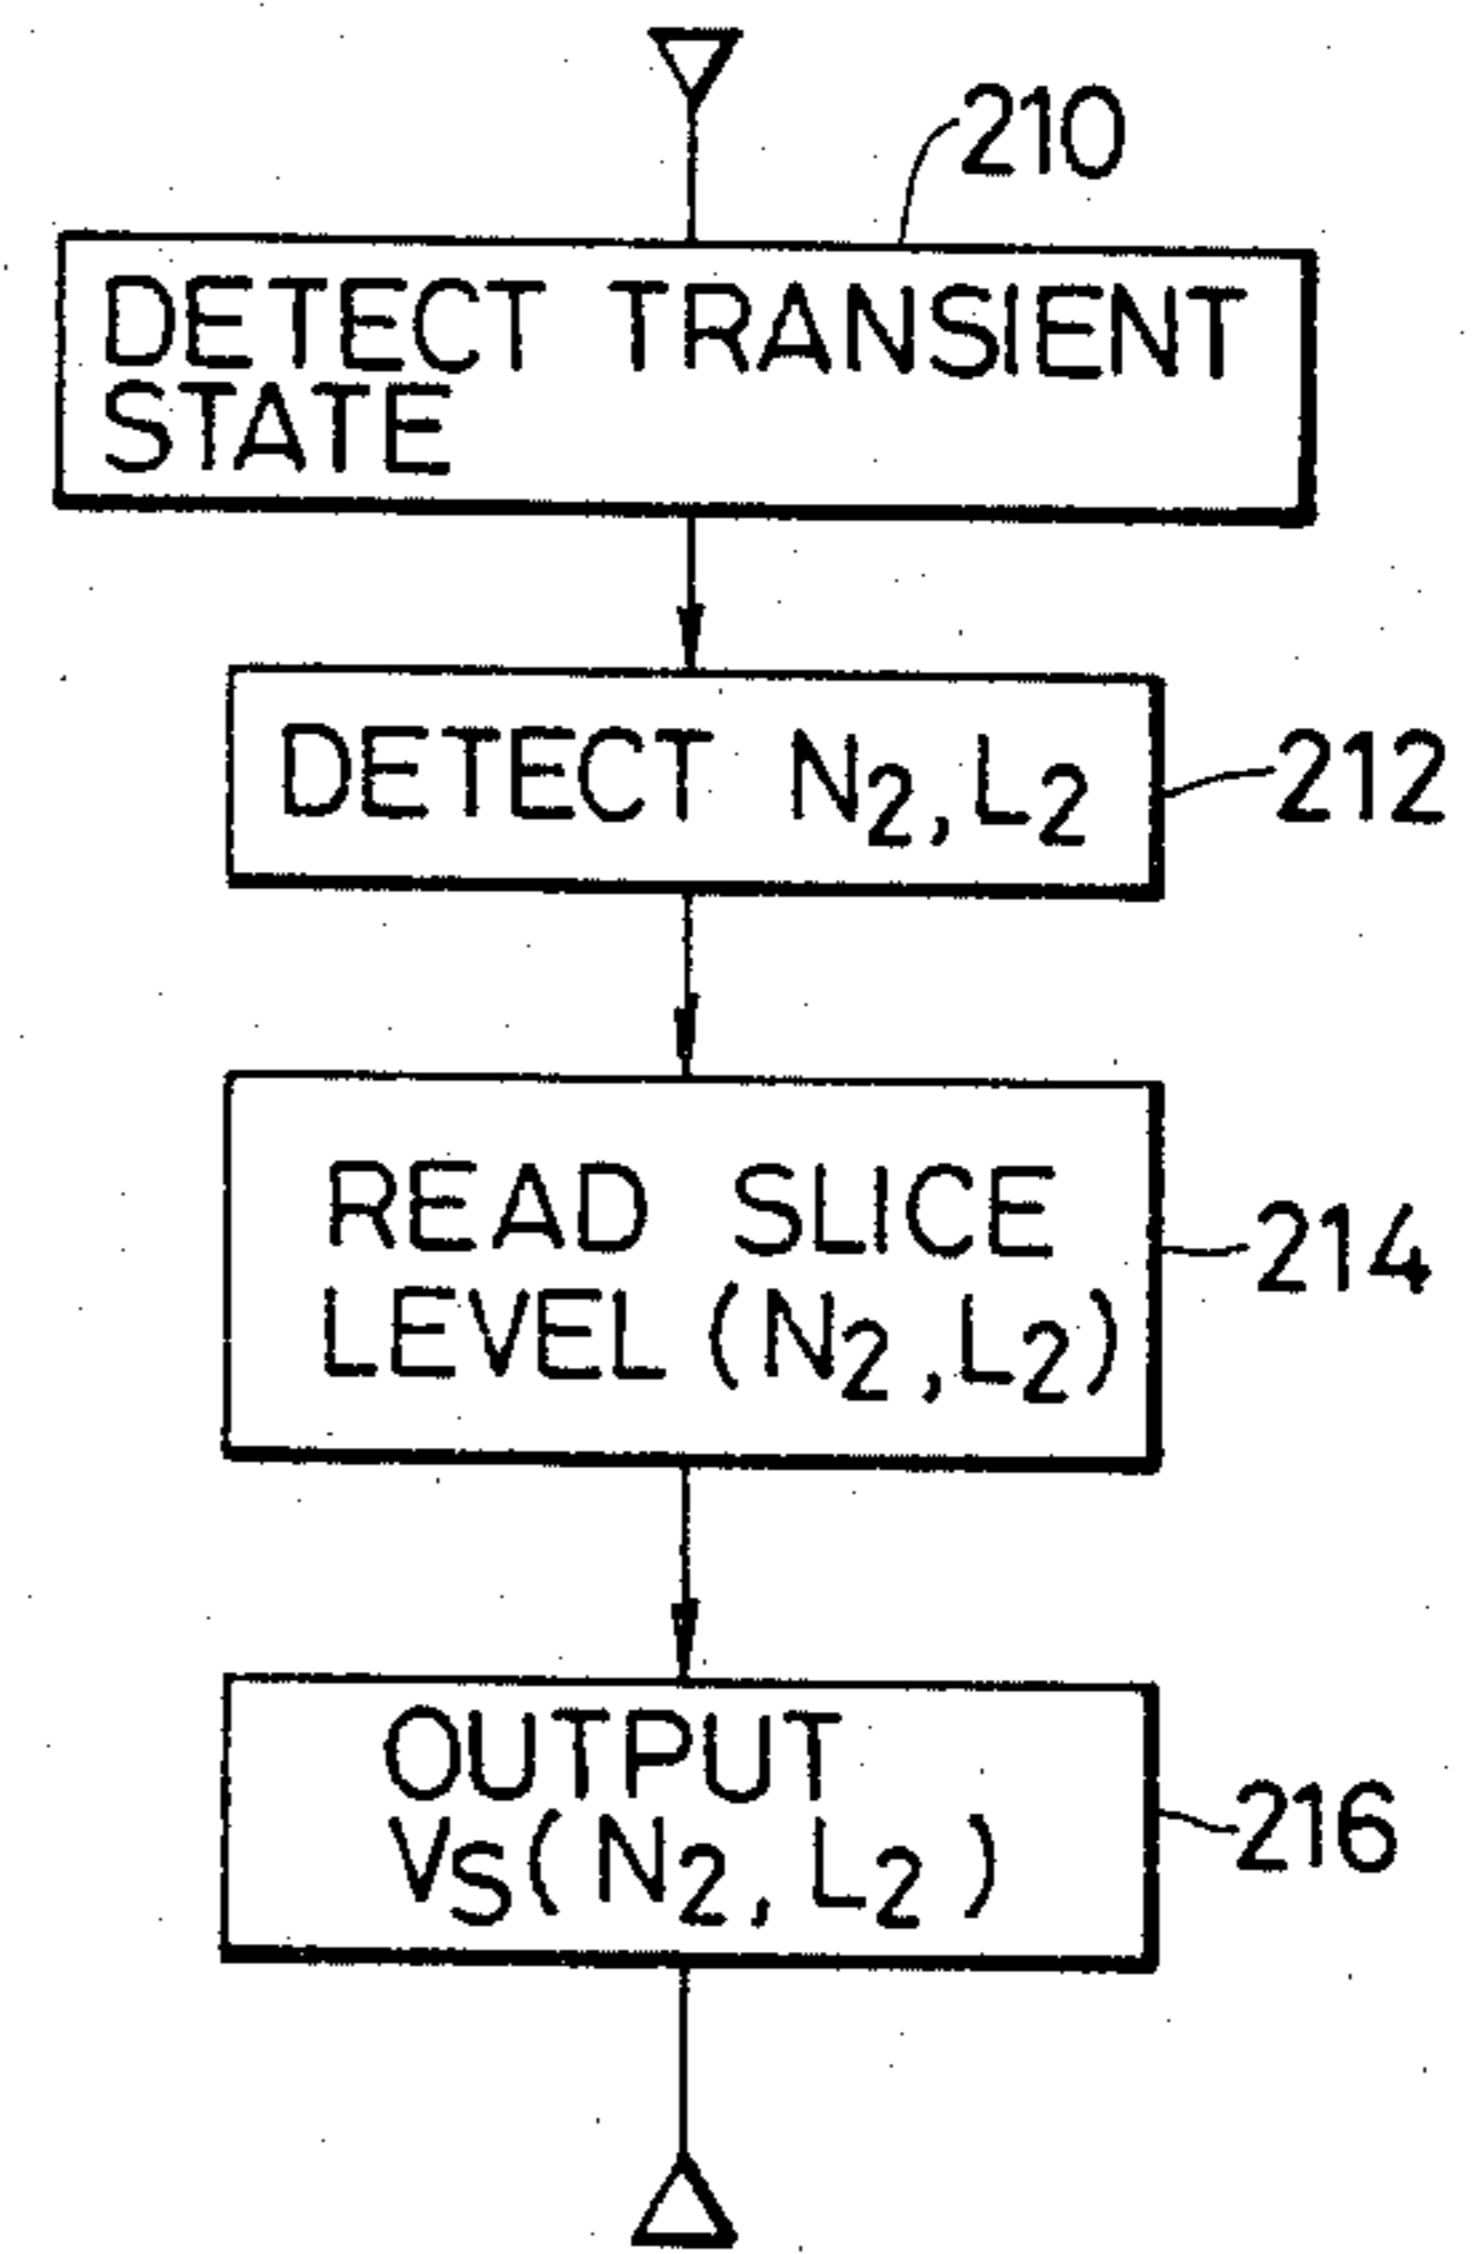 210
DETECT TRANSIENT
STATE
DETECT N₂, L₂
212
READ SLICE
LEVEL (N₂, L₂)
214
OUTPUT
Vs(N₂, L₂)
216